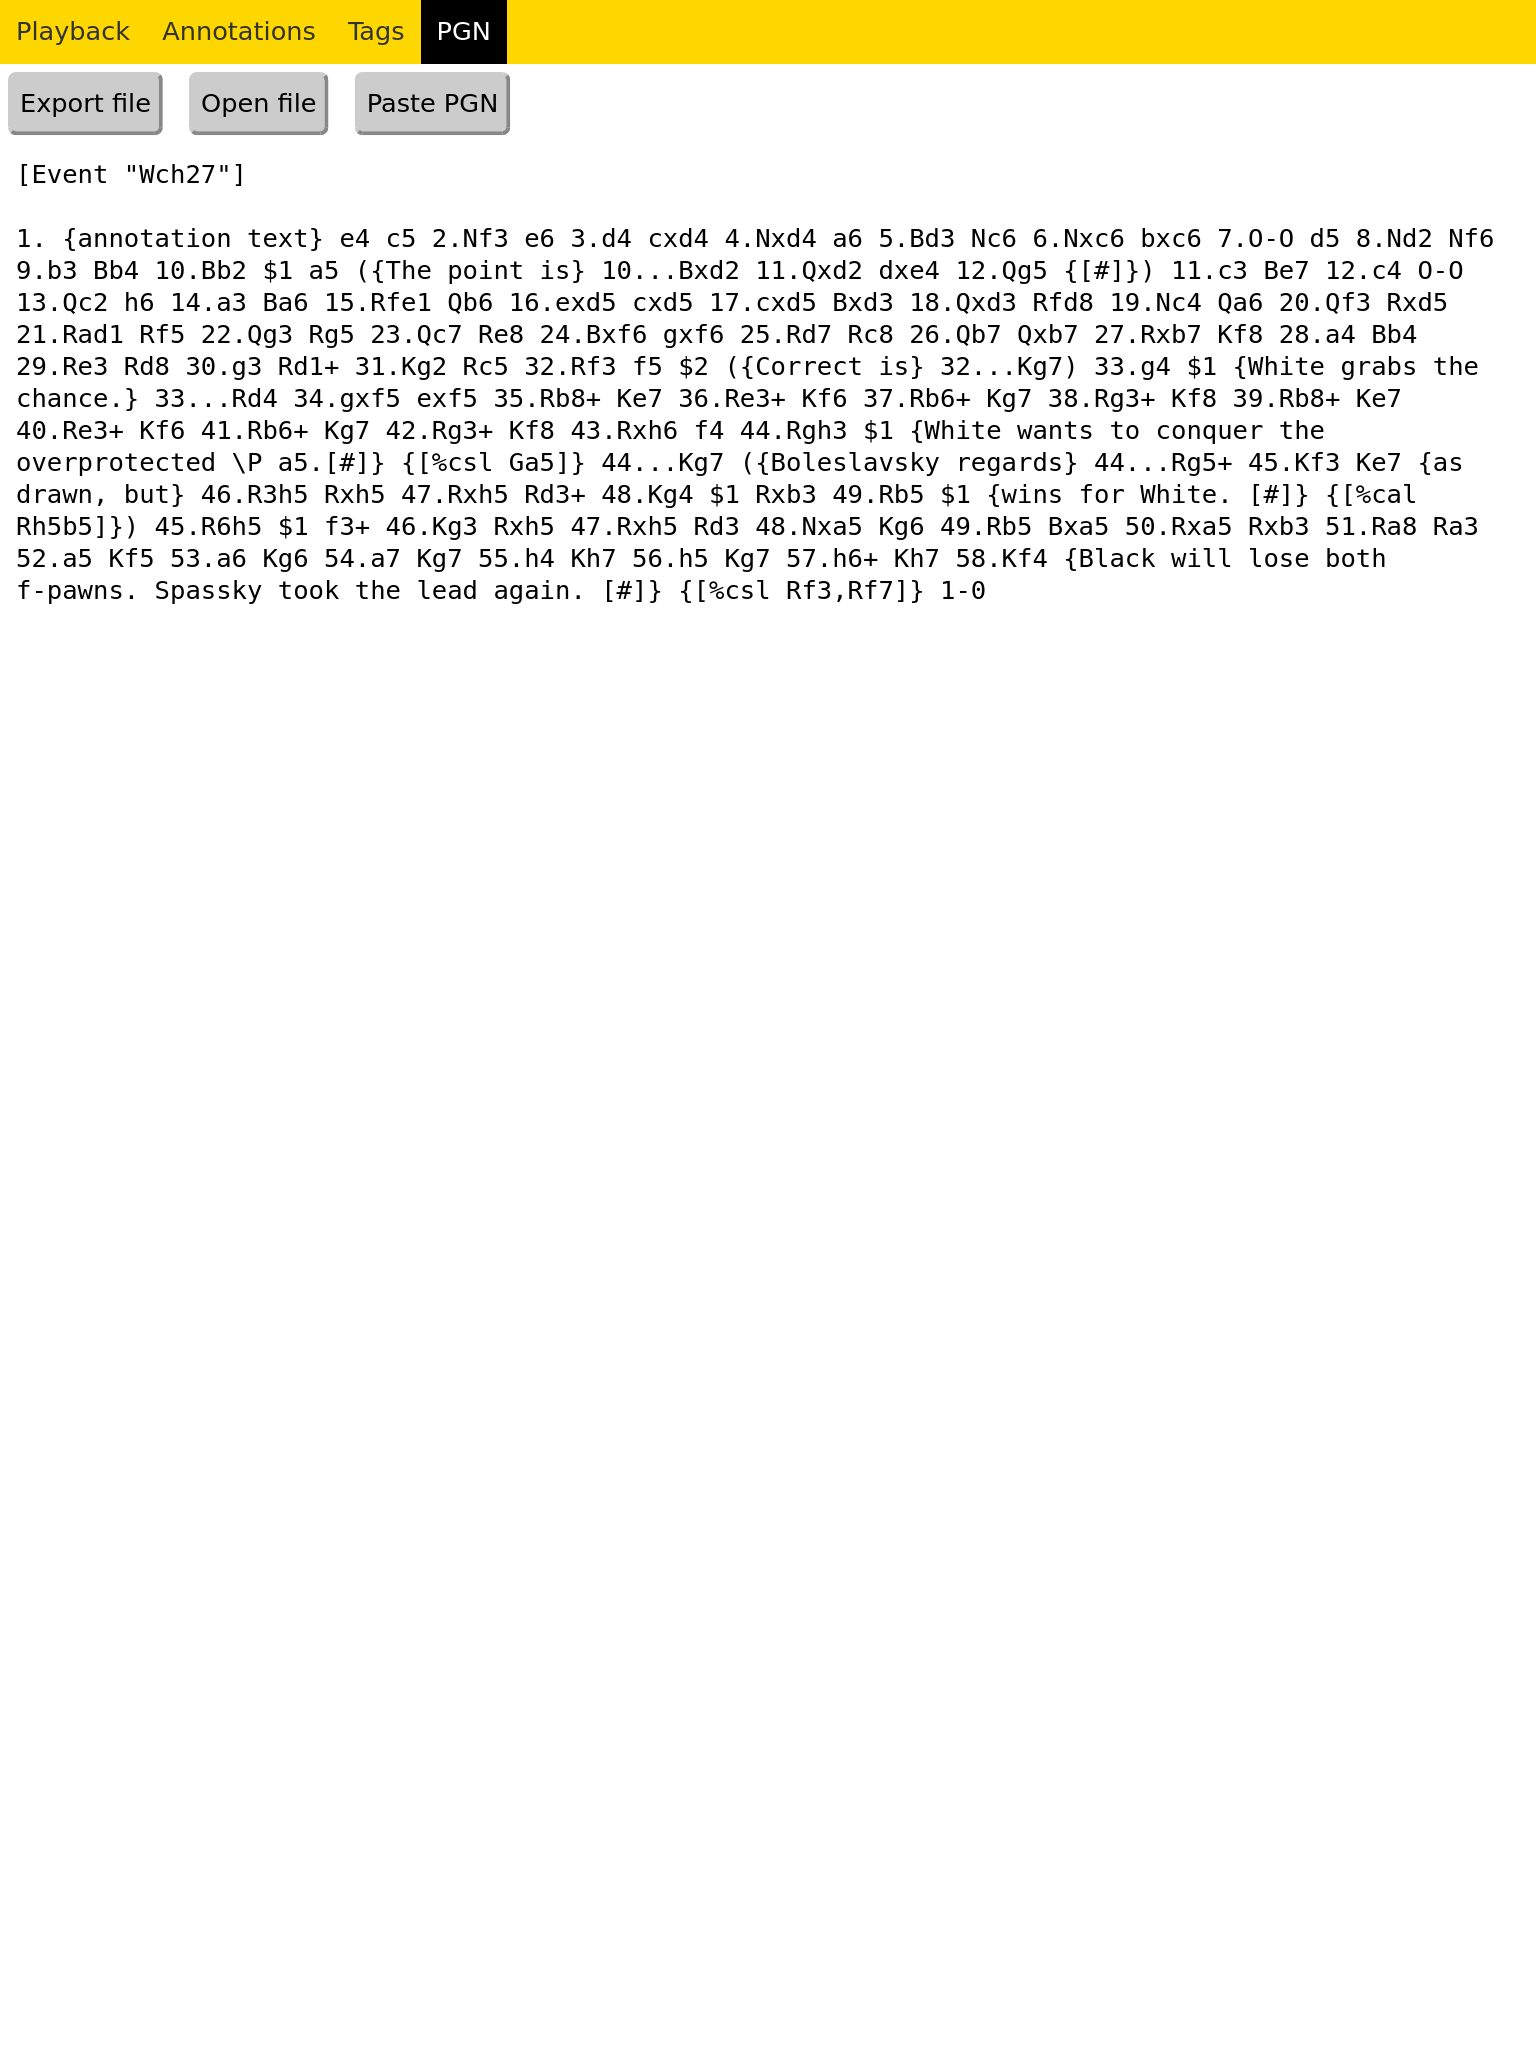 Playback Annotations Tags PGN
Export file Open file Paste PGN
[Event "Wch27"]
1. {annotation text} e4 c5 2.Nf3 e6 3.d4 cxd4 4.Nxd4 a6 5.Bd3 Nc6 6.Nxc6 bxc6 7.O-O d5 8.Nd2 Nf6
9.b3 Bb4 10.Bb2 $1 a5 ({The point is} 10...Bxd2 11.Qxd2 dxe4 12.Qg5 {[#]}) 11.c3 Be7 12.c4 O-O
13.Qc2 h6 14.a3 Ba6 15.Rfe1 Qb6 16.exd5 cxd5 17.cxd5 Bxd3 18.Qxd3 Rfd8 19.Nc4 Qa6 20.Qf3 Rxd5
21.Rad1 Rf5 22.Qg3 Rg5 23.Qc7 Re8 24.Bxf6 gxf6 25.Rd7 Rc8 26.Qb7 Qxb7 27.Rxb7 Kf8 28.a4 Bb4
29.Re3 Rd8 30.g3 Rd1+ 31.Kg2 Rc5 32.Rf3 f5 $2 ({Correct is} 32...Kg7) 33.g4 $1 {White grabs the
chance.} 33...Rd4 34.gxf5 exf5 35.Rb8+ Ke7 36.Re3+ Kf6 37.Rb6+ Kg7 38.Rg3+ Kf8 39.Rb8+ Ke7
40.Re3+ Kf6 41.Rb6+ Kg7 42.Rg3+ Kf8 43.Rxh6 f4 44.Rgh3 $1 {White wants to conquer the
overprotected \P a5.[#]} {[%csl Ga5]} 44...Kg7 ({Boleslavsky regards} 44...Rg5+ 45.Kf3 Ke7 {as
drawn, but} 46.R3h5 Rxh5 47.Rxh5 Rd3+ 48.Kg4 $1 Rxb3 49.Rb5 $1 {wins for White. [#]} {[%cal
Rh5b5]}) 45.R6h5 $1 f3+ 46.Kg3 Rxh5 47.Rxh5 Rd3 48.Nxa5 Kg6 49.Rb5 Bxa5 50.Rxa5 Rxb3 51.Ra8 Ra3
52.a5 Kf5 53.a6 Kg6 54.a7 Kg7 55.h4 Kh7 56.h5 Kg7 57.h6+ Kh7 58.Kf4 {Black will lose both
f-pawns. Spassky took the lead again. [#]} {[%csl Rf3,Rf7]} 1-0